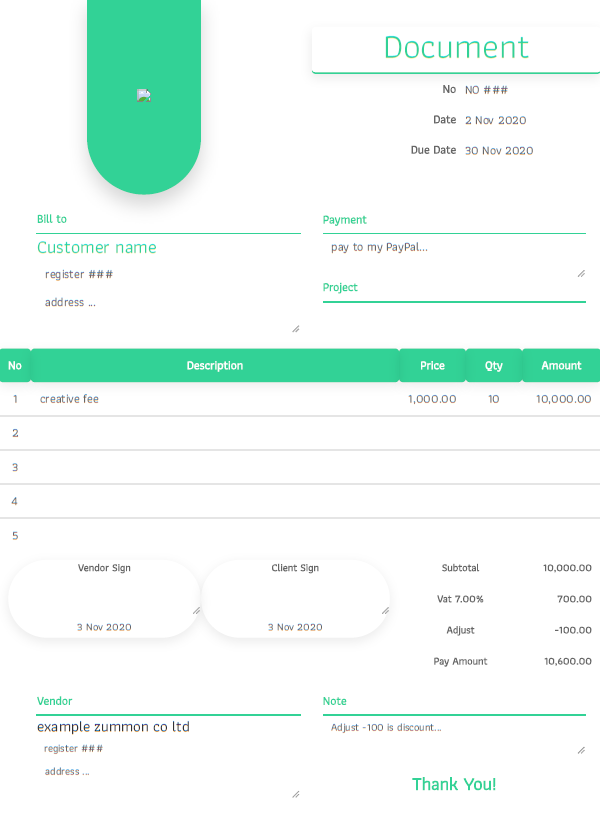 Document
No NO ###
Date 2 Nov 2020
Due Date 30 Nov 2020
Bill to
Customer name
register ###
address ...
Payment
pay to my PayPal...
Project
No Description Price Qty Amount
1 creative fee 1,000.00 10 10,000.00
2
3
4
5
Vendor Sign
3 Nov 2020
Client Sign
3 Nov 2020
Subtotal 10,000.00
Vat 7.00% 700.00
Adjust -100.00
Pay Amount 10,600.00
Vendor
example zummon co ltd
register ###
address ...
Note
Adjust -100 is discount...
Thank You!